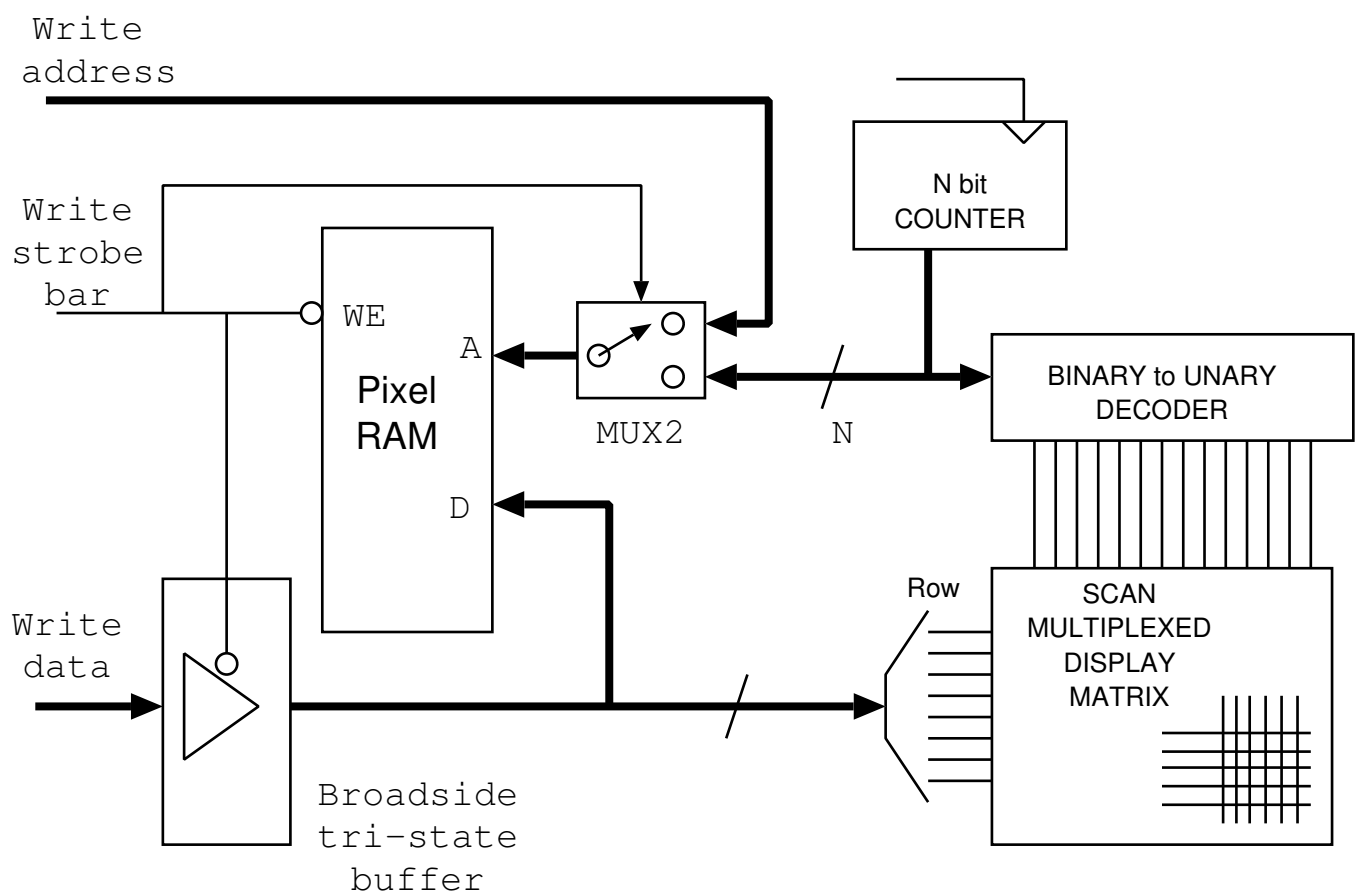 Write
address
N bit
COUNTER
Write
strobe
bar
WE
A
Pixel
RAM
D
MUX2
N
BINARY to UNARY
DECODER
Row
SCAN
MULTIPLEXED
DISPLAY
MATRIX
Write
data
Broadside
tri-state
buffer